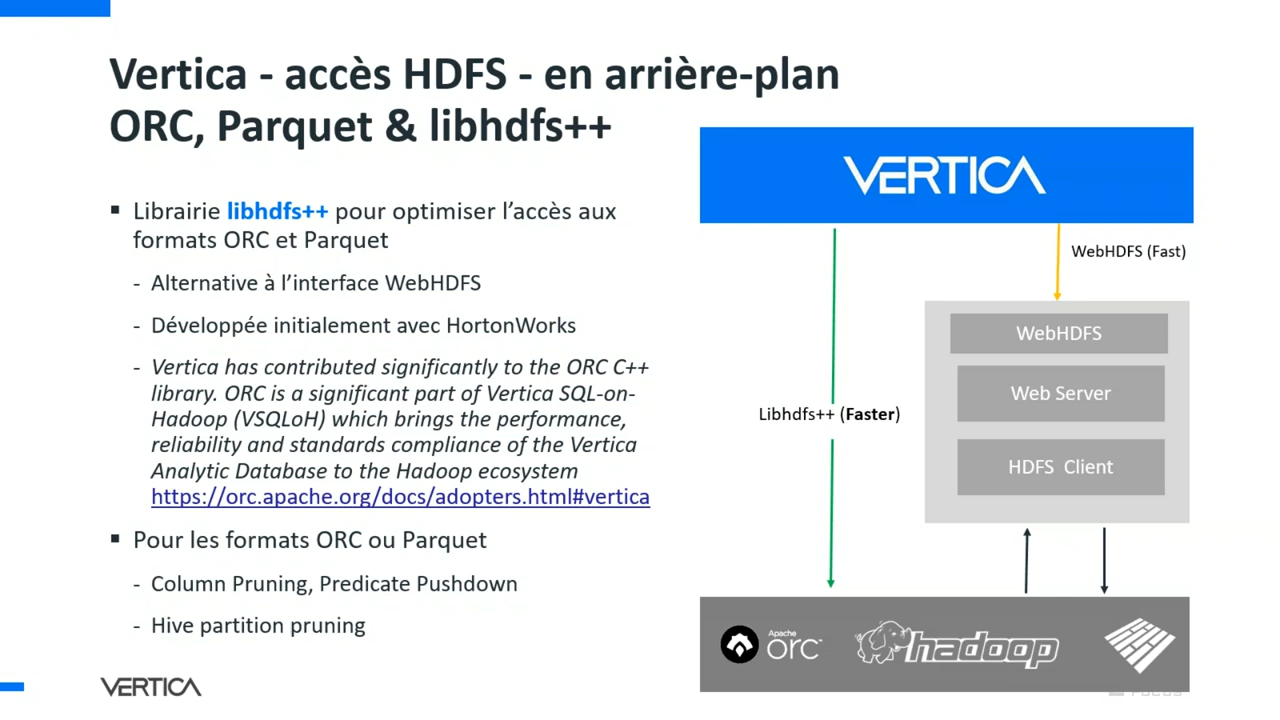 Vertica - accès HDFS - en arrière-plan
ORC, Parquet & libhdfs++
▪ Librairie libhdfs++ pour optimiser l’accès aux
formats ORC et Parquet
- Alternative à l’interface WebHDFS
- Développée initialement avec HortonWorks
- Vertica has contributed significantly to the ORC C++
library. ORC is a significant part of Vertica SQL-on-
Hadoop (VSQLoH) which brings the performance,
reliability and standards compliance of the Vertica
Analytic Database to the Hadoop ecosystem
https://orc.apache.org/docs/adopters.html#vertica
▪ Pour les formats ORC ou Parquet
- Column Pruning, Predicate Pushdown
- Hive partition pruning
VERTICA
WebHDFS (Fast)
WebHDFS
Web Server
HDFS Client
Libhdfs++ (Faster)
Apache
orc™
hadoop
VERTICA